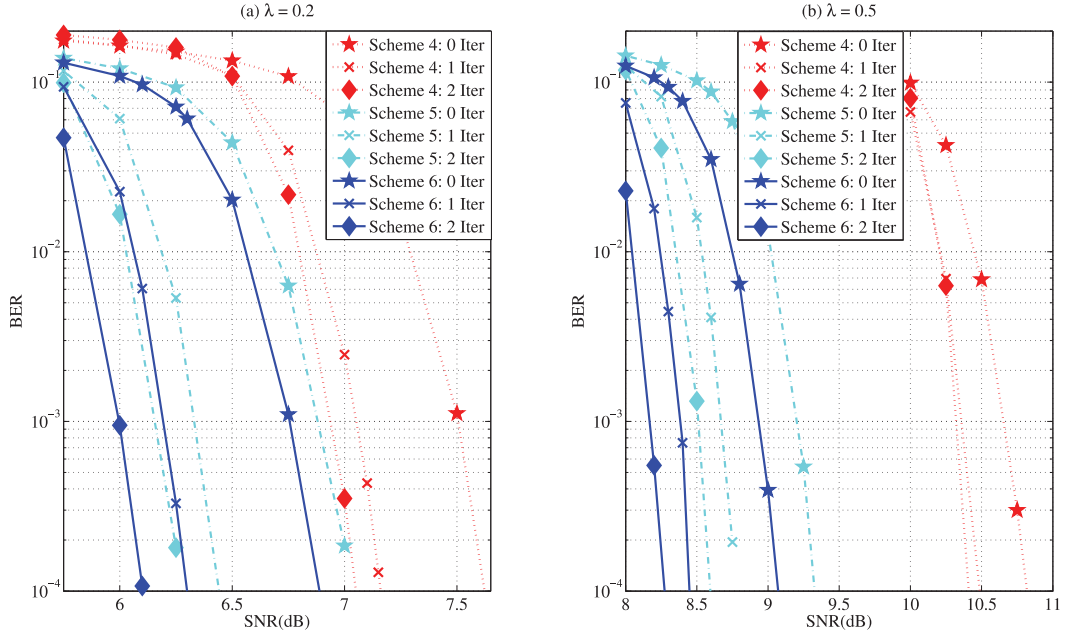 (a) λ = 0.2
BER
10⁻¹
10⁻²
10⁻³
10⁻⁴
6
6.5
7
7.5
SNR(dB)
Scheme 4: 0 Iter
Scheme 4: 1 Iter
Scheme 4: 2 Iter
Scheme 5: 0 Iter
Scheme 5: 1 Iter
Scheme 5: 2 Iter
Scheme 6: 0 Iter
Scheme 6: 1 Iter
Scheme 6: 2 Iter
(b) λ = 0.5
BER
10⁻¹
10⁻²
10⁻³
10⁻⁴
8
8.5
9
9.5
10
10.5
11
SNR(dB)
Scheme 4: 0 Iter
Scheme 4: 1 Iter
Scheme 4: 2 Iter
Scheme 5: 0 Iter
Scheme 5: 1 Iter
Scheme 5: 2 Iter
Scheme 6: 0 Iter
Scheme 6: 1 Iter
Scheme 6: 2 Iter